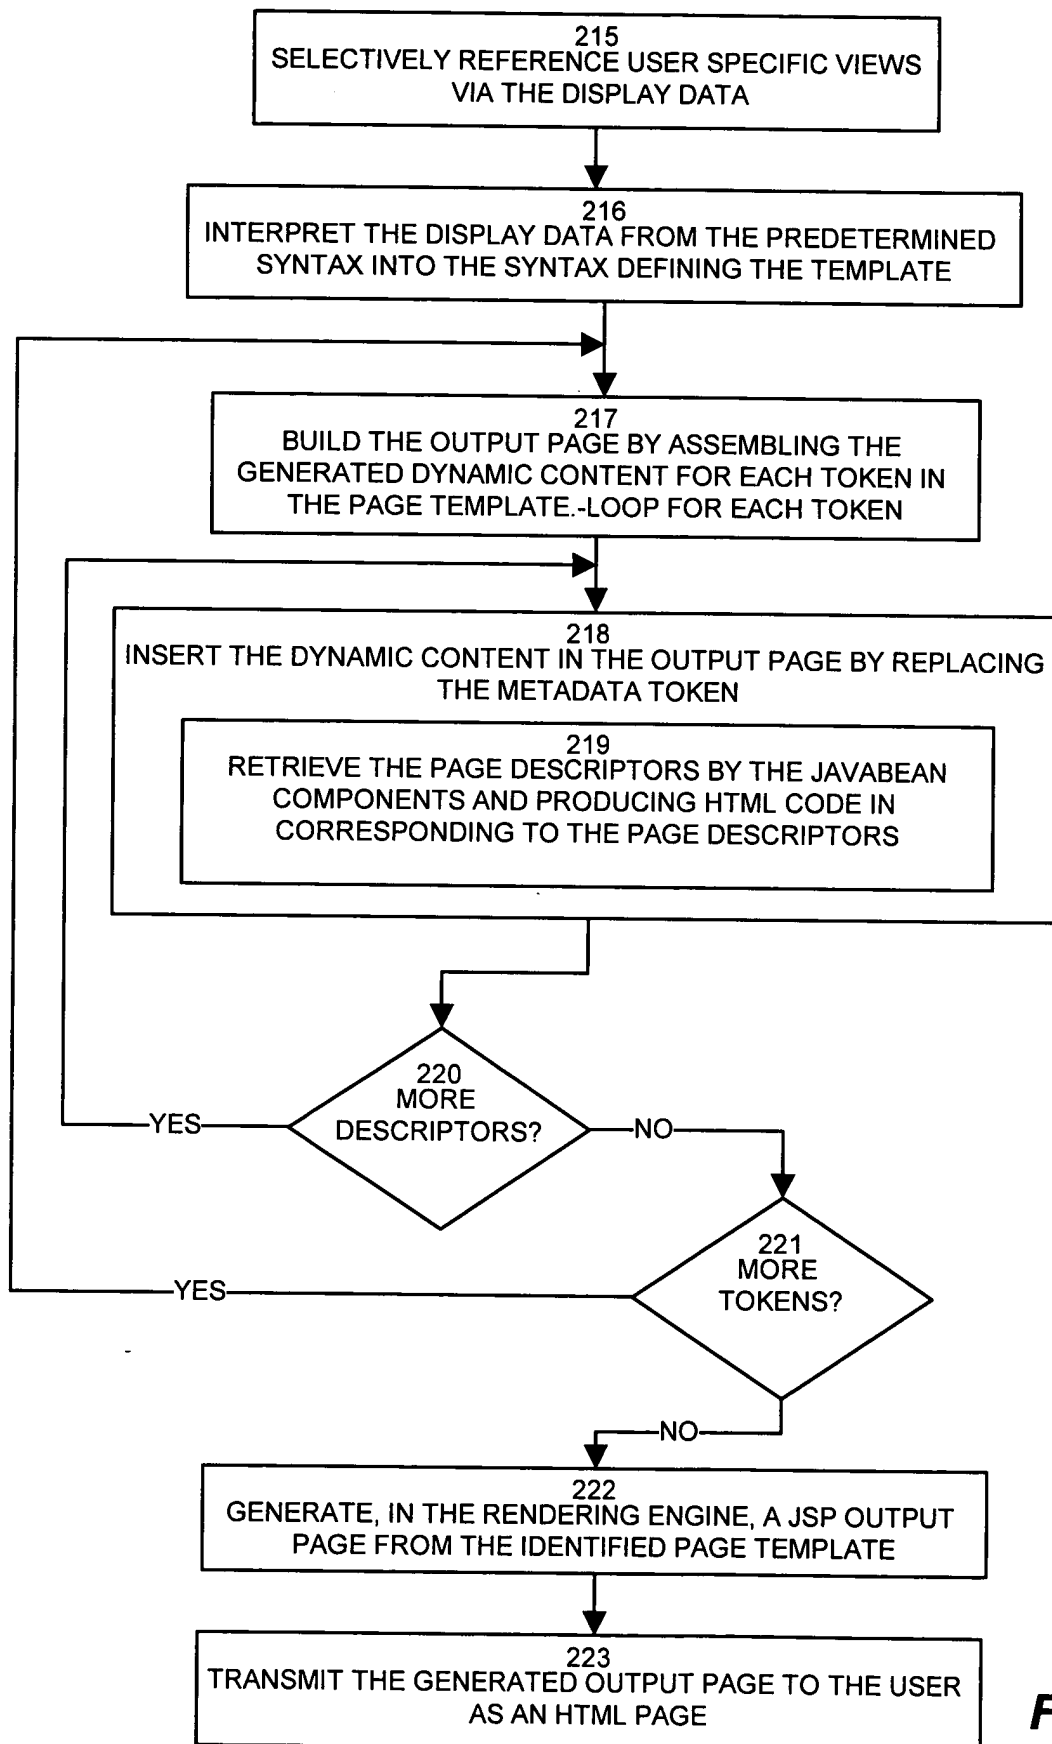 215
SELECTIVELY REFERENCE USER SPECIFIC VIEWS
VIA THE DISPLAY DATA
216
INTERPRET THE DISPLAY DATA FROM THE PREDETERMINED
SYNTAX INTO THE SYNTAX DEFINING THE TEMPLATE
217
BUILD THE OUTPUT PAGE BY ASSEMBLING THE
GENERATED DYNAMIC CONTENT FOR EACH TOKEN IN
THE PAGE TEMPLATE.-LOOP FOR EACH TOKEN
218
INSERT THE DYNAMIC CONTENT IN THE OUTPUT PAGE BY REPLACING
THE METADATA TOKEN
219
RETRIEVE THE PAGE DESCRIPTORS BY THE JAVABEAN
COMPONENTS AND PRODUCING HTML CODE IN
CORRESPONDING TO THE PAGE DESCRIPTORS
220
MORE
DESCRIPTORS?
YES
NO
221
MORE
TOKENS?
YES
NO
222
GENERATE, IN THE RENDERING ENGINE, A JSP OUTPUT
PAGE FROM THE IDENTIFIED PAGE TEMPLATE
223
TRANSMIT THE GENERATED OUTPUT PAGE TO THE USER
AS AN HTML PAGE
F